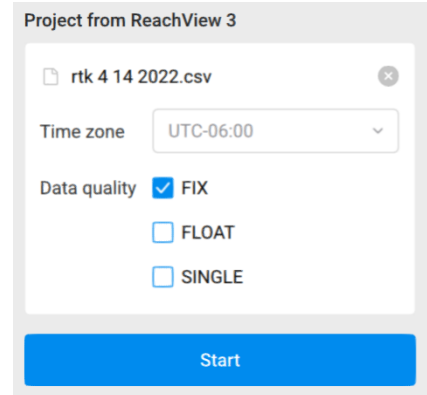 Project from ReachView 3
rtk 4 14 2022.csv
Time zone UTC-06:00
Data quality FIX
FLOAT
SINGLE
Start